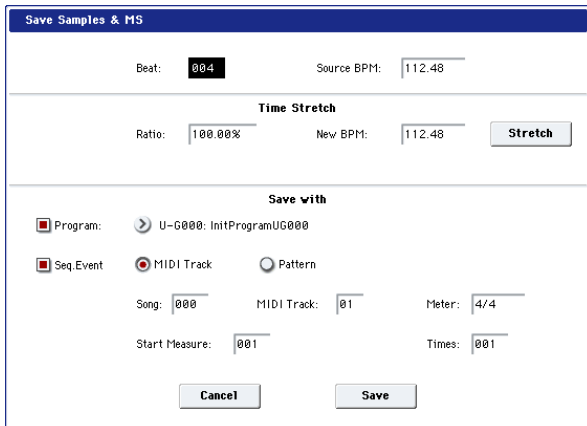 Save Samples & MS
Beat: 004 Source BPM: 112.48
Time Stretch
Ratio: 100.00% New BPM: 112.48 Stretch
Save with
Program: U-G000: InitProgramUG000
Seq.Event MIDI Track Pattern
Song: 000 MIDI Track: 01 Meter: 4/4
Start Measure: 001 Times: 001
Cancel Save